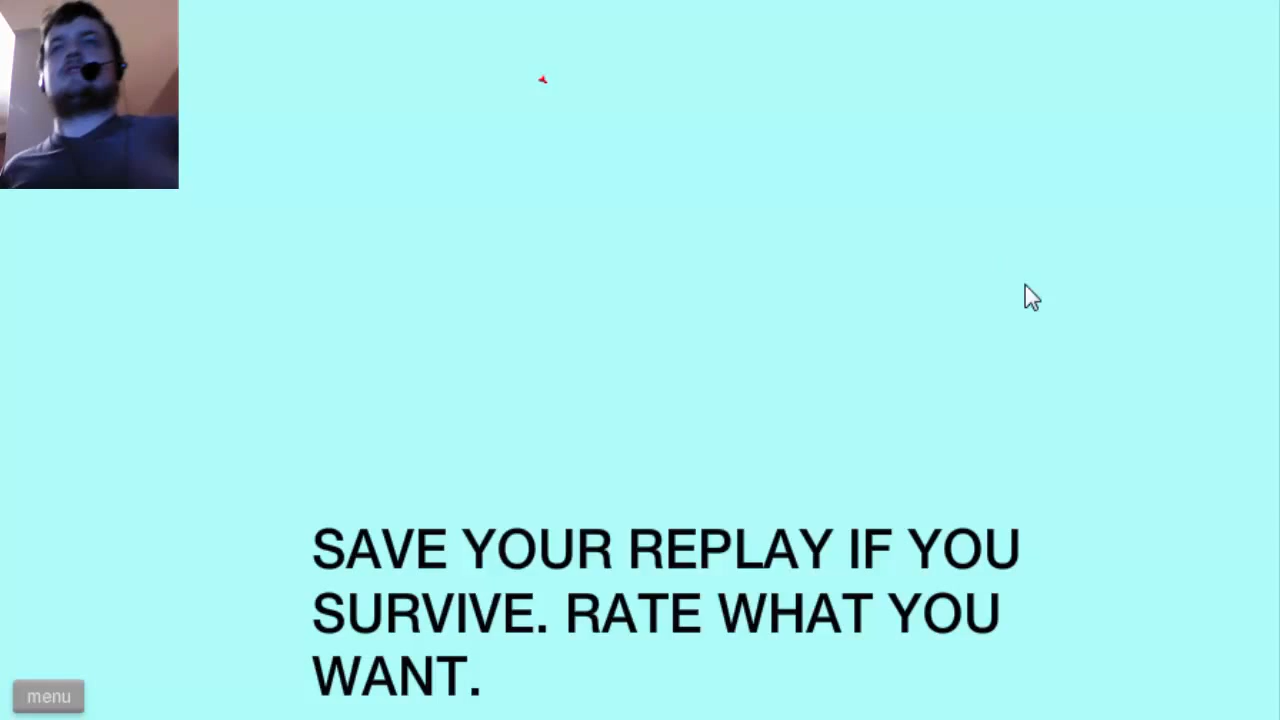 SAVE YOUR REPLAY IF YOU
SURVIVE. RATE WHAT YOU
WANT.
menu